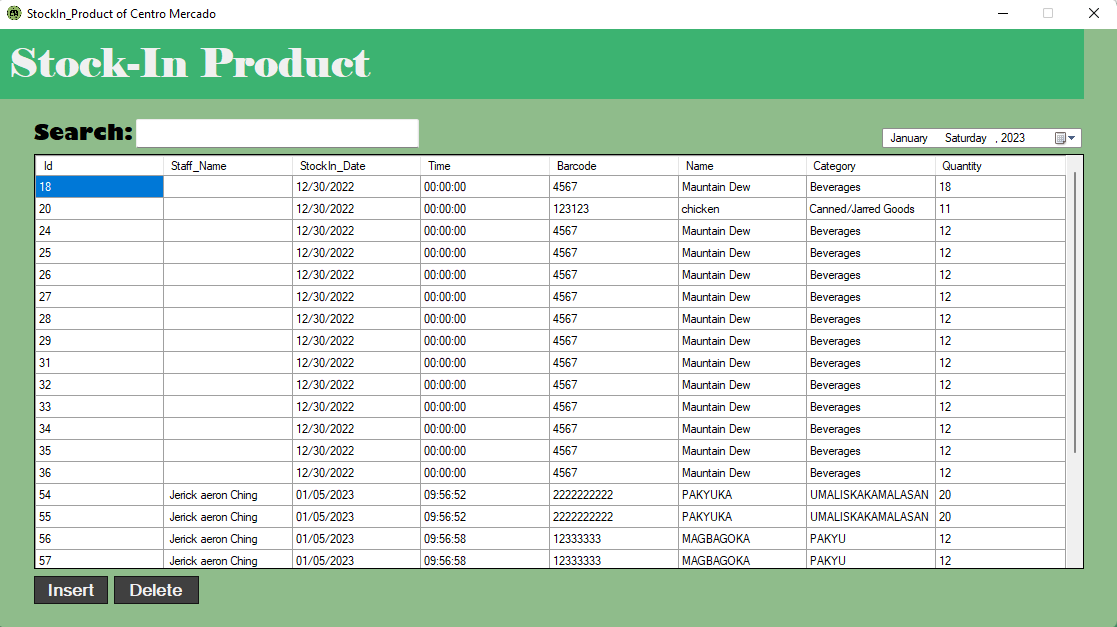 StockIn_Product of Centro Mercado
Stock-In Product
Search:
January Saturday , 2023
Id Staff_Name StockIn_Date Time Barcode Name Category Quantity
18 12/30/2022 00:00:00 4567 Mauntain Dew Beverages 18
20 12/30/2022 00:00:00 123123 chicken Canned/Jarred Goods 11
24 12/30/2022 00:00:00 4567 Mauntain Dew Beverages 12
25 12/30/2022 00:00:00 4567 Mauntain Dew Beverages 12
26 12/30/2022 00:00:00 4567 Mauntain Dew Beverages 12
27 12/30/2022 00:00:00 4567 Mauntain Dew Beverages 12
28 12/30/2022 00:00:00 4567 Mauntain Dew Beverages 12
29 12/30/2022 00:00:00 4567 Mauntain Dew Beverages 12
31 12/30/2022 00:00:00 4567 Mauntain Dew Beverages 12
32 12/30/2022 00:00:00 4567 Mauntain Dew Beverages 12
33 12/30/2022 00:00:00 4567 Mauntain Dew Beverages 12
34 12/30/2022 00:00:00 4567 Mauntain Dew Beverages 12
35 12/30/2022 00:00:00 4567 Mauntain Dew Beverages 12
36 12/30/2022 00:00:00 4567 Mauntain Dew Beverages 12
54 Jerick aeron Ching 01/05/2023 09:56:52 2222222222 PAKYUKA UMALISKAKAMALASAN 20
55 Jerick aeron Ching 01/05/2023 09:56:52 2222222222 PAKYUKA UMALISKAKAMALASAN 20
56 Jerick aeron Ching 01/05/2023 09:56:58 12333333 MAGBAGOKA PAKYU 12
57 Jerick aeron Ching 01/05/2023 09:56:58 12333333 MAGBAGOKA PAKYU 12
Insert Delete